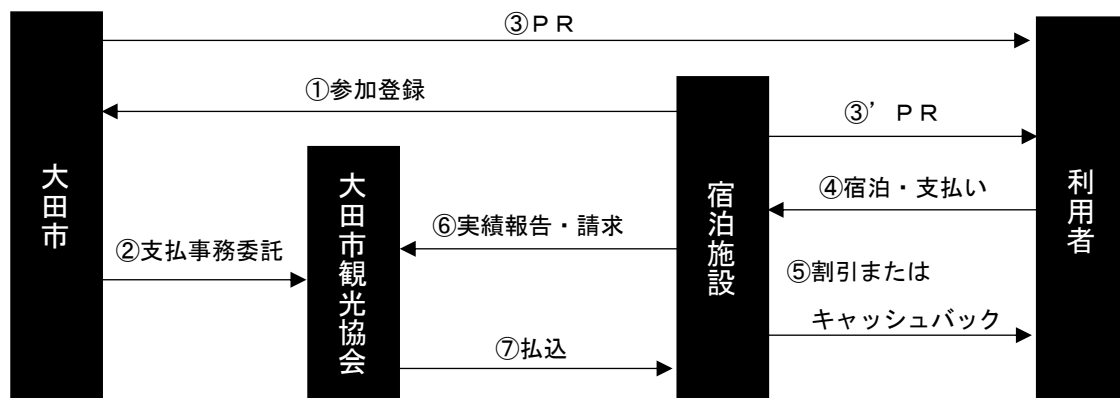 ③ＰＲ
①参加登録
③’ＰＲ
大田市
大田市観光協会
宿泊施設
利用者
④宿泊・支払い
⑥実績報告・請求
②支払事務委託
⑤割引または
キャッシュバック
⑦払込